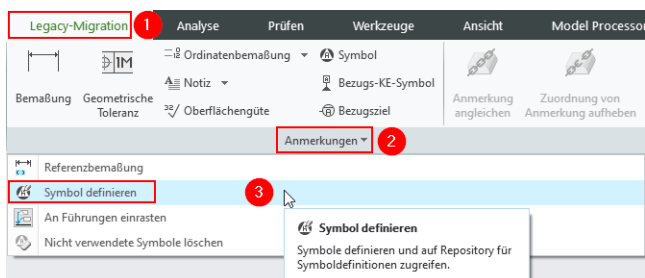 Legacy-Migration 1 Analyse Prüfen Werkzeuge Ansicht Model Processo
Ordinatenbemaßung Symbol
Notiz Bezugs-KE-Symbol
Bemaßung Geometrische Toleranz Oberflächengüte Bezugsziel Anmerkung angleichen Zuordnung von Anmerkung aufheben
Anmerkungen 2
Referenzbemaßung
Symbol definieren 3
An Führungen einrasten
Nicht verwendete Symbole löschen
Symbol definieren
Symbole definieren und auf Repository für
Symboldefinitionen zugreifen.